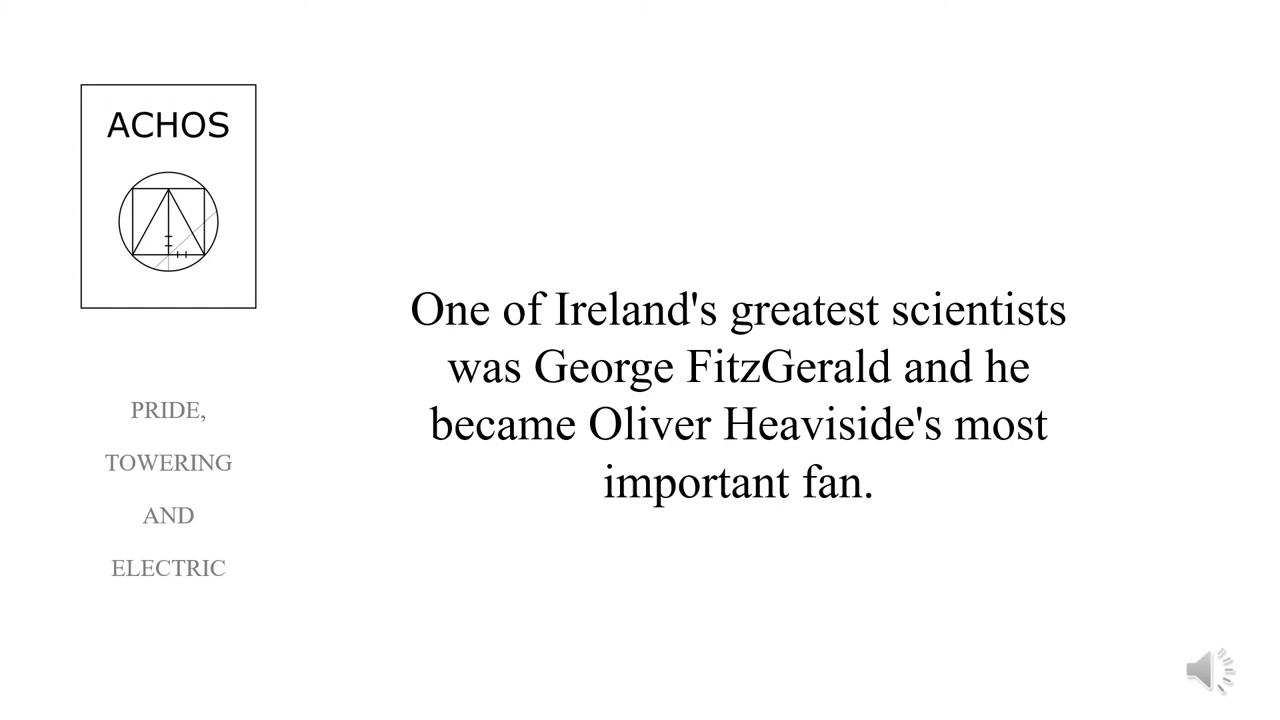 ACHOS
PRIDE,
TOWERING
AND
ELECTRIC
One of Ireland's greatest scientists
was George FitzGerald and he
became Oliver Heaviside's most
important fan.